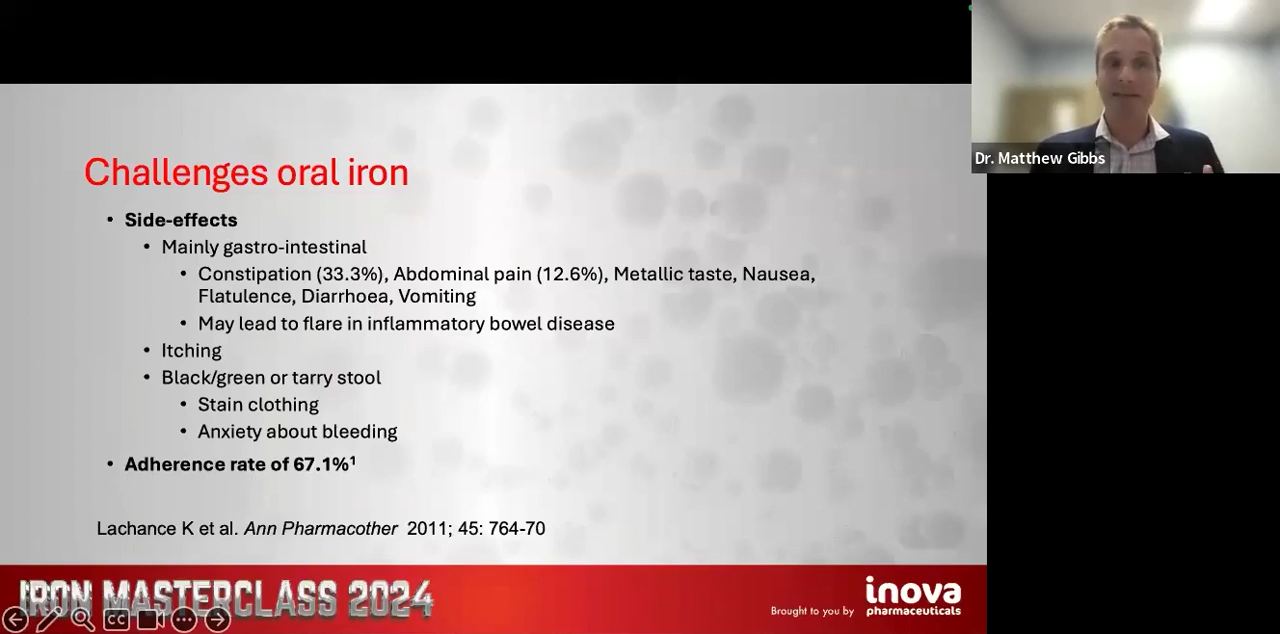 Dr. Matthew Gibbs
Challenges oral iron
• Side-effects
• Mainly gastro-intestinal
• Constipation (33.3%), Abdominal pain (12.6%), Metallic taste, Nausea,
Flatulence, Diarrhoea, Vomiting
• May lead to flare in inflammatory bowel disease
• Itching
• Black/green or tarry stool
• Stain clothing
• Anxiety about bleeding
• Adherence rate of 67.1%¹
Lachance K et al. Ann Pharmacother 2011; 45: 764-70
IRON MASTERCLASS 2024
CC
Brought to you by
inova
pharmaceuticals